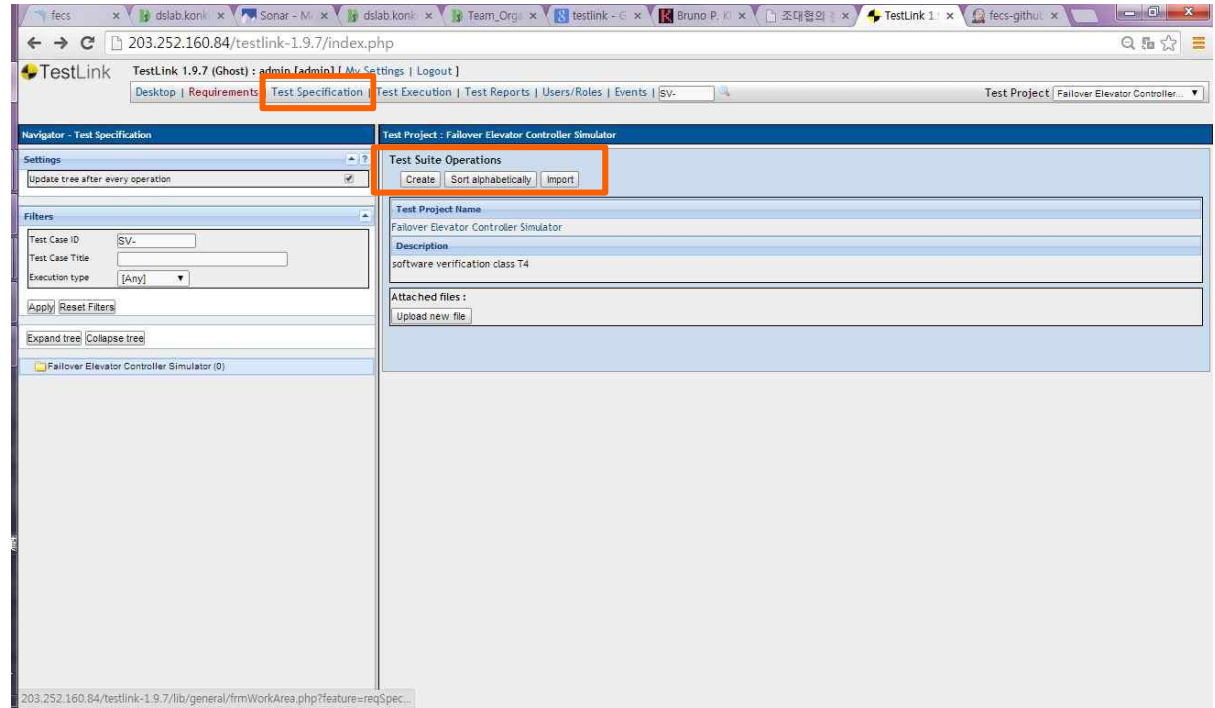 fecs
dslab.konk
Sonar - M
dslab.konk
Team_Orga
testlink - G
Bruno P. Ki
조대협의
TestLink 1.
fecs-github
203.252.160.84/testlink-1.9.7/index.php
TestLink
TestLink 1.9.7 (Ghost) : admin [admin] [ My Settings | Logout ]
Desktop | Requirements | Test Specification | Test Execution | Test Reports | Users/Roles | Events | SV-
Test Project Failover Elevator Controller...
Navigator - Test Specification
Test Project : Failover Elevator Controller Simulator
Settings
?
Update tree after every operation
Test Suite Operations
Create Sort alphabetically Import
Filters
Test Case ID SV-
Test Case Title
Execution type [Any]
Apply Reset Filters
Expand tree Collapse tree
Failover Elevator Controller Simulator (0)
Test Project Name
Failover Elevator Controller Simulator
Description
software verification class T4
Attached files :
Upload new file
203.252.160.84/testlink-1.9.7/lib/general/frmWorkArea.php?feature=reqSpec...